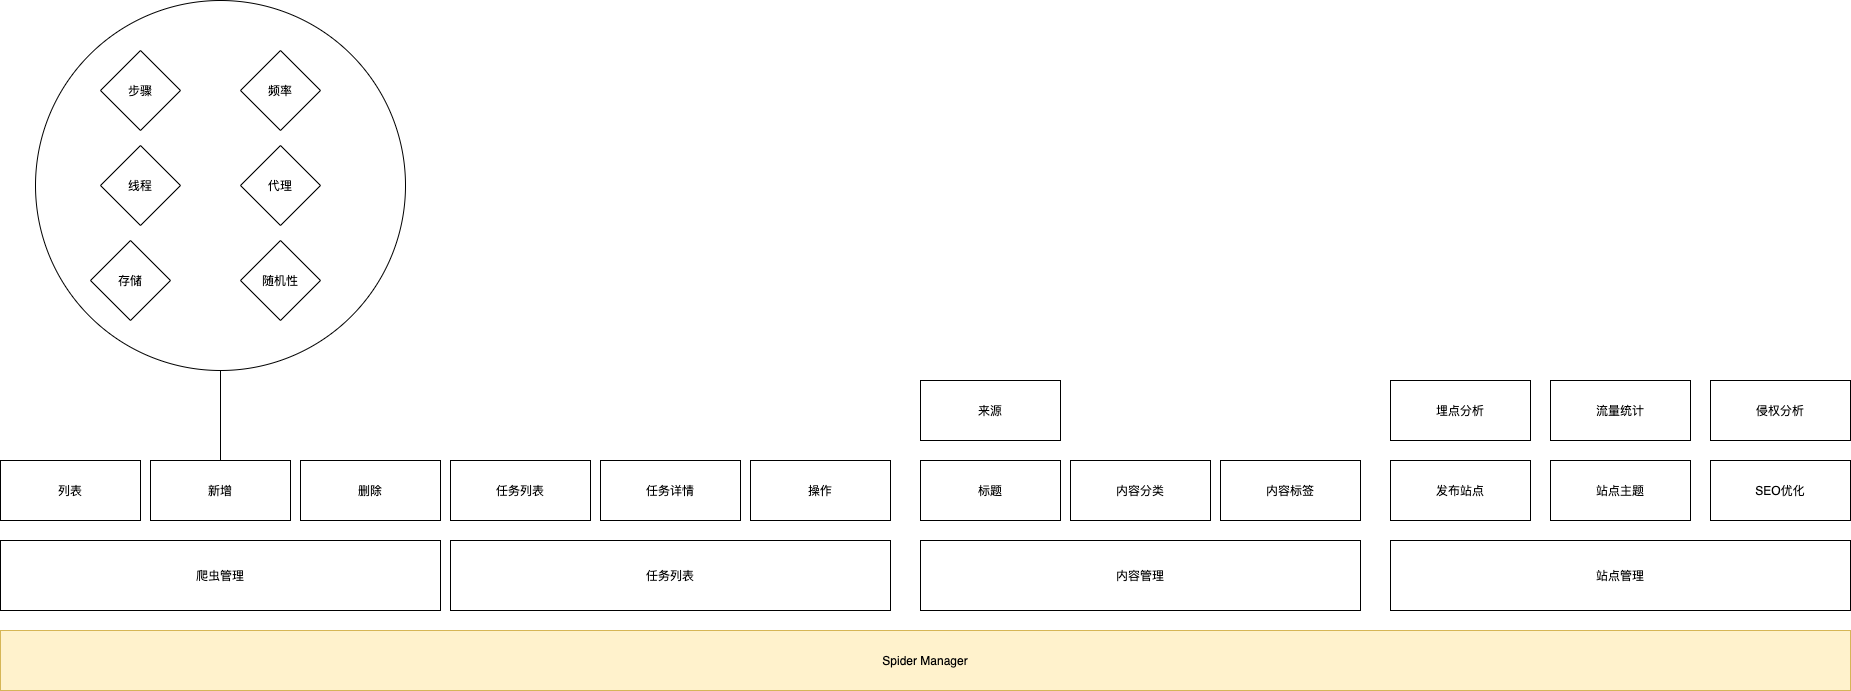 步骤
频率
线程
代理
存储
随机性
来源
埋点分析
流量统计
侵权分析
列表
新增
删除
任务列表
任务详情
操作
标题
内容分类
内容标签
发布站点
站点主题
SEO优化
爬虫管理
任务列表
内容管理
站点管理
Spider Manager